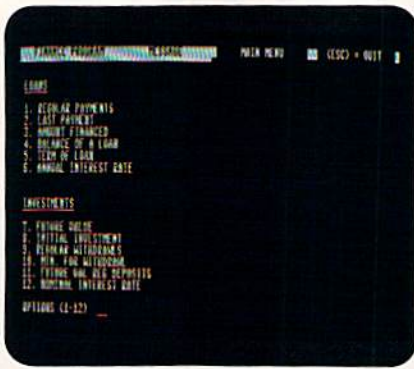 MAIN MENU (ESC) = QUIT
LOANS
1. REGULAR PAYMENTS
2. LAST PAYMENT
3. AMOUNT FINANCED
4. BALANCE OF A LOAN
5. TERM OF LOAN
6. ANNUAL INTEREST RATE
INVESTMENTS
7. FUTURE VALUE
8. INITIAL INVESTMENT
9. REGULAR WITHDRAWLS
10. MIN. FOR WITHDRAWL
11. FUTURE VAL REG DEPOSITS
12. NOMINAL INTEREST RATE
OPTIONS (1-12)